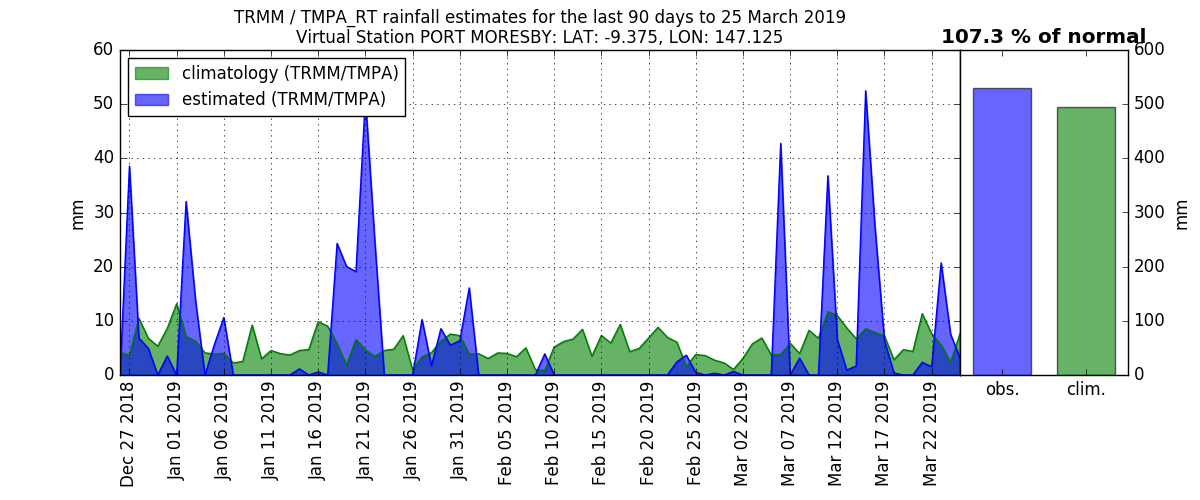 TRMM / TMPA_RT rainfall estimates for the last 90 days to 25 March 2019
Virtual Station PORT MORESBY: LAT: -9.375, LON: 147.125
107.3 % of normal
climatology (TRMM/TMPA)
estimated (TRMM/TMPA)
60
50
40
30
20
10
0
mm
Dec 27 2018
Jan 01 2019
Jan 06 2019
Jan 11 2019
Jan 16 2019
Jan 21 2019
Jan 26 2019
Jan 31 2019
Feb 05 2019
Feb 10 2019
Feb 15 2019
Feb 20 2019
Feb 25 2019
Mar 02 2019
Mar 07 2019
Mar 12 2019
Mar 17 2019
Mar 22 2019
600
500
400
300
200
100
0
mm
obs.
clim.